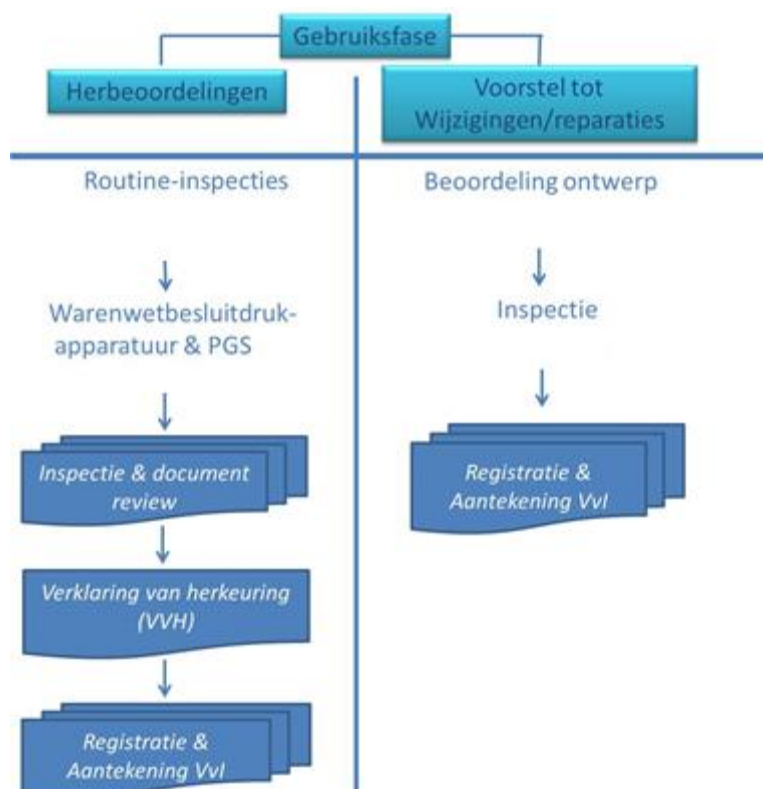 Gebruiksfase
Herbeoordelingen
Voorstel tot
Wijzigingen/reparaties
Routine-inspecties
Warenwetbesluitdruk-
apparatuur & PGS
Inspectie & document
review
Verklaring van herkeuring
(VVH)
Registratie &
Aantekening VvI
Beoordeling ontwerp
Inspectie
Registratie &
Aantekening VvI